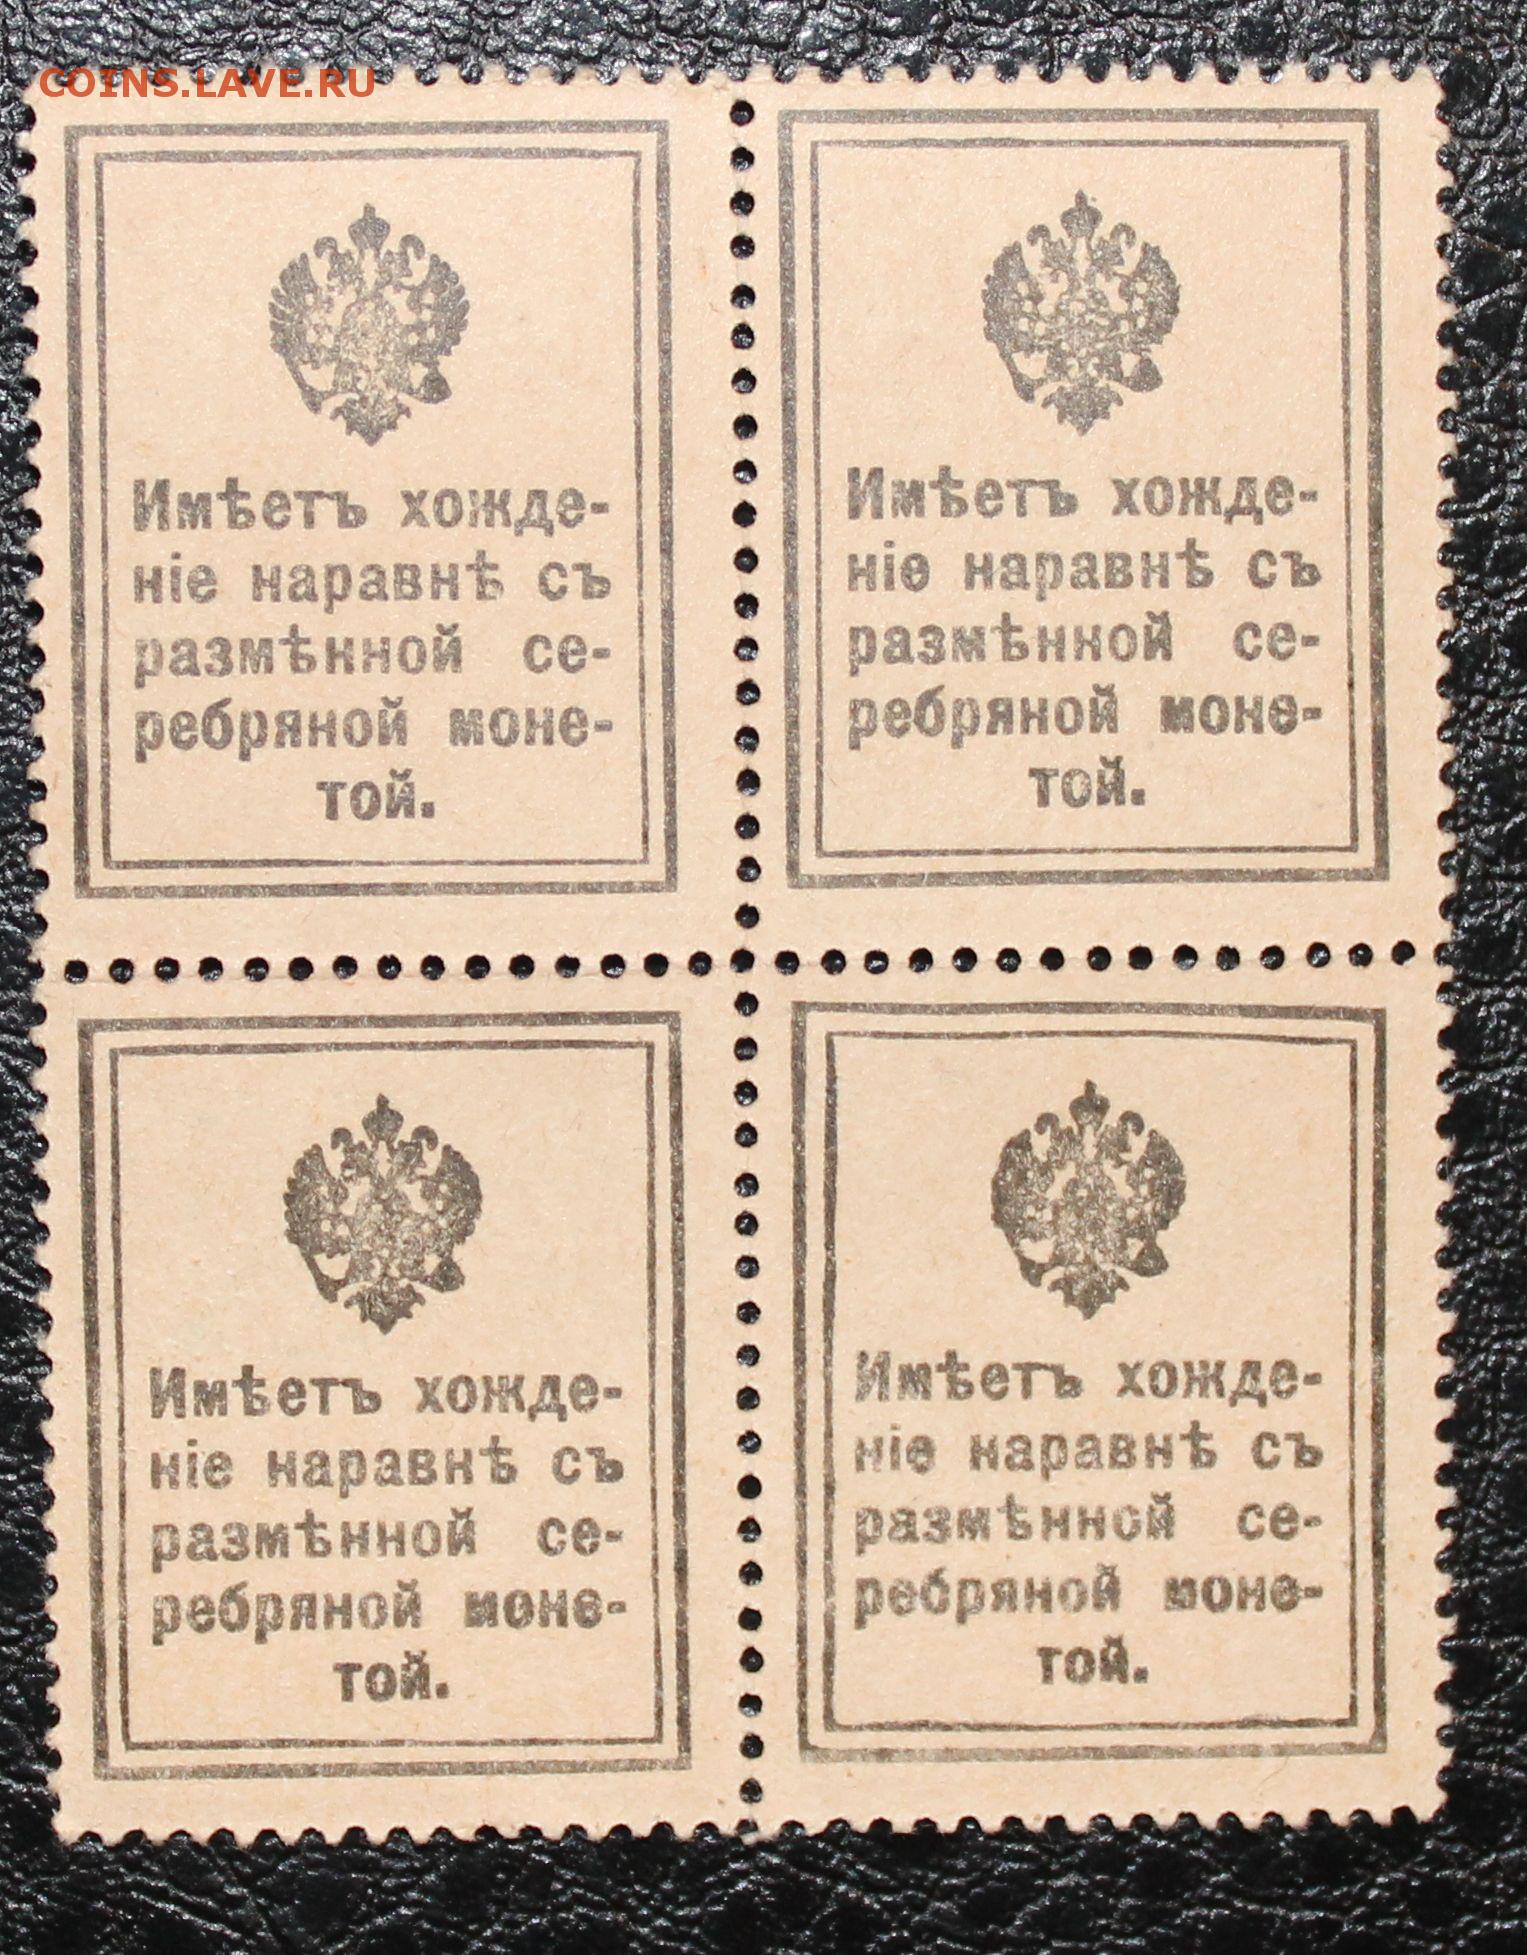 COINS.LAVE.RU
Имѣетъ хожде-
ніе наравнѣ съ
размѣнной се-
ребряной моне-
той.
Имѣетъ хожде-
ніе наравнѣ съ
размѣнной се-
ребряной моне-
той.
Имѣетъ хожде-
ніе наравнѣ съ
размѣнной се-
ребряной моне-
той.
Имѣетъ хожде-
ніе наравнѣ съ
размѣнной се-
ребряной моне-
той.